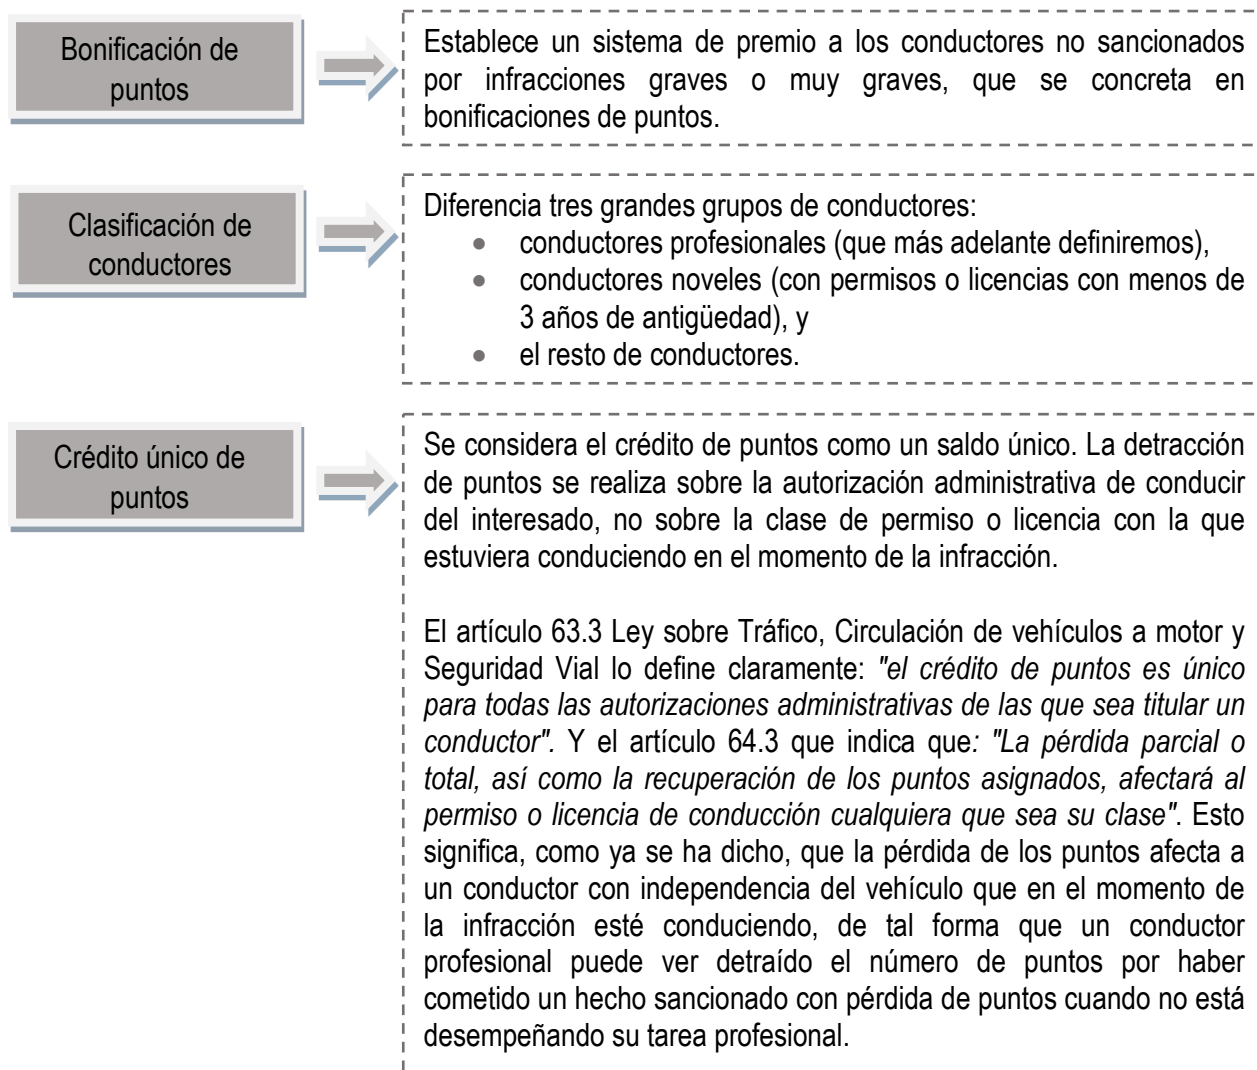 Bonificación de
puntos
Establece un sistema de premio a los conductores no sancionados
por infracciones graves o muy graves, que se concreta en
bonificaciones de puntos.
Clasificación de
conductores
Diferencia tres grandes grupos de conductores:
• conductores profesionales (que más adelante definiremos),
• conductores noveles (con permisos o licencias con menos de
3 años de antigüedad), y
• el resto de conductores.
Crédito único de
puntos
Se considera el crédito de puntos como un saldo único. La detracción
de puntos se realiza sobre la autorización administrativa de conducir
del interesado, no sobre la clase de permiso o licencia con la que
estuviera conduciendo en el momento de la infracción.
El artículo 63.3 Ley sobre Tráfico, Circulación de vehículos a motor y
Seguridad Vial lo define claramente: "el crédito de puntos es único
para todas las autorizaciones administrativas de las que sea titular un
conductor". Y el artículo 64.3 que indica que: "La pérdida parcial o
total, así como la recuperación de los puntos asignados, afectará al
permiso o licencia de conducción cualquiera que sea su clase". Esto
significa, como ya se ha dicho, que la pérdida de los puntos afecta a
un conductor con independencia del vehículo que en el momento de
la infracción esté conduciendo, de tal forma que un conductor
profesional puede ver detraído el número de puntos por haber
cometido un hecho sancionado con pérdida de puntos cuando no está
desempeñando su tarea profesional.